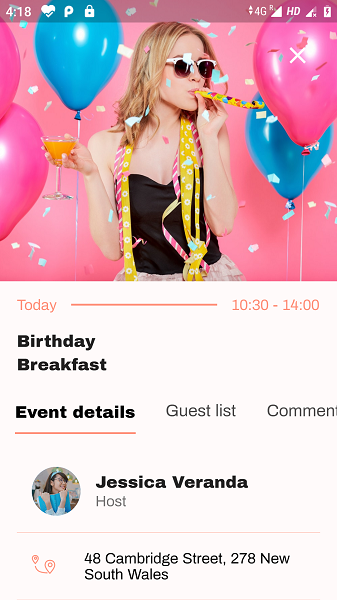 4:18 4G R HD
Today 10:30 - 14:00
Birthday
Breakfast
Event details Guest list Comment
Jessica Veranda
Host
48 Cambridge Street, 278 New
South Wales